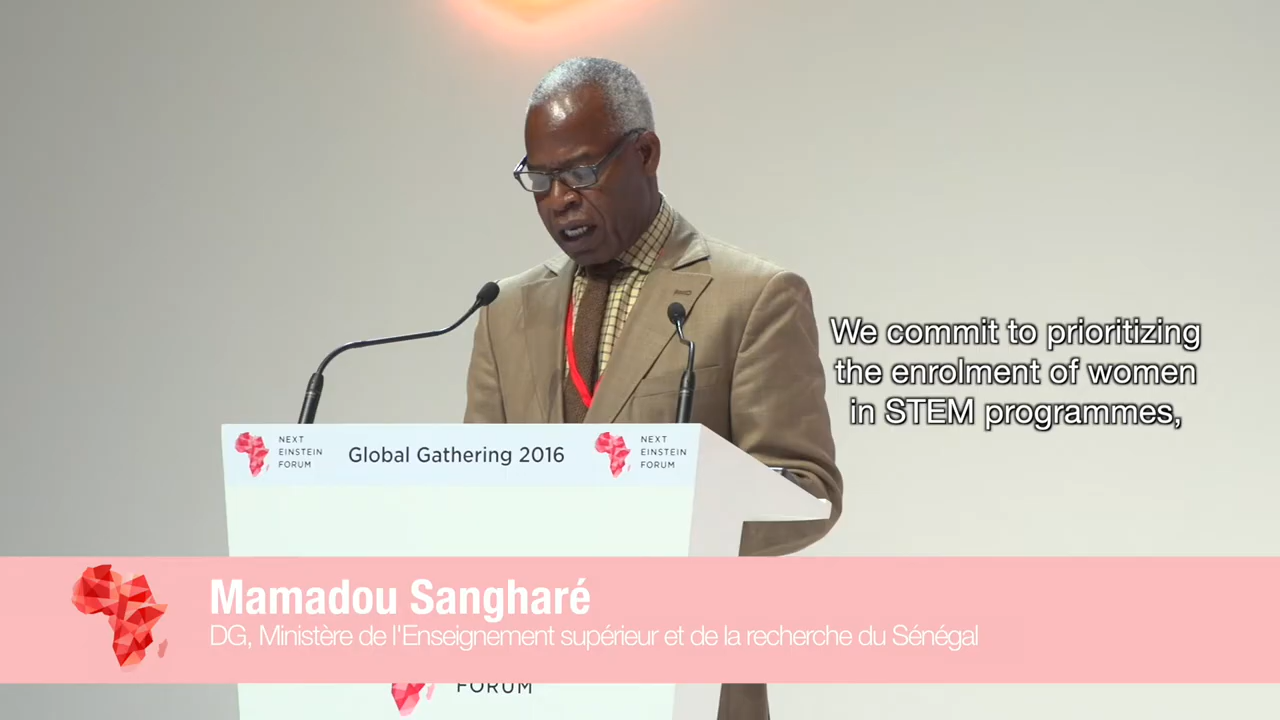 We commit to prioritizing
the enrolment of women
in STEM programmes,
NEXT
EINSTEIN
FORUM
Global Gathering 2016
NEXT
EINSTEIN
FORUM
Mamadou Sangharé
DG, Ministère de l'Enseignement supérieur et de la recherche du Sénégal
FORUM